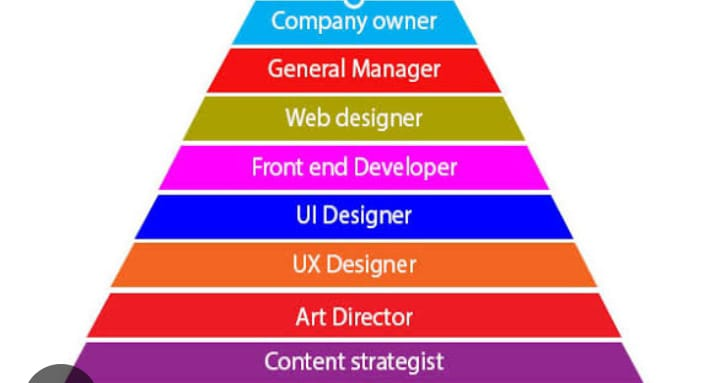 Company owner
General Manager
Web designer
Front end Developer
UI Designer
UX Designer
Art Director
Content strategist